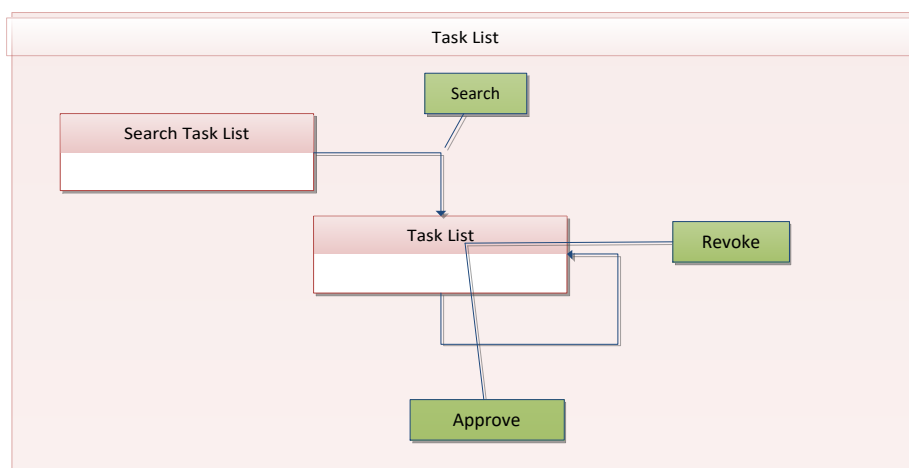 Task List
Search
Search Task List
Task List
Revoke
Approve